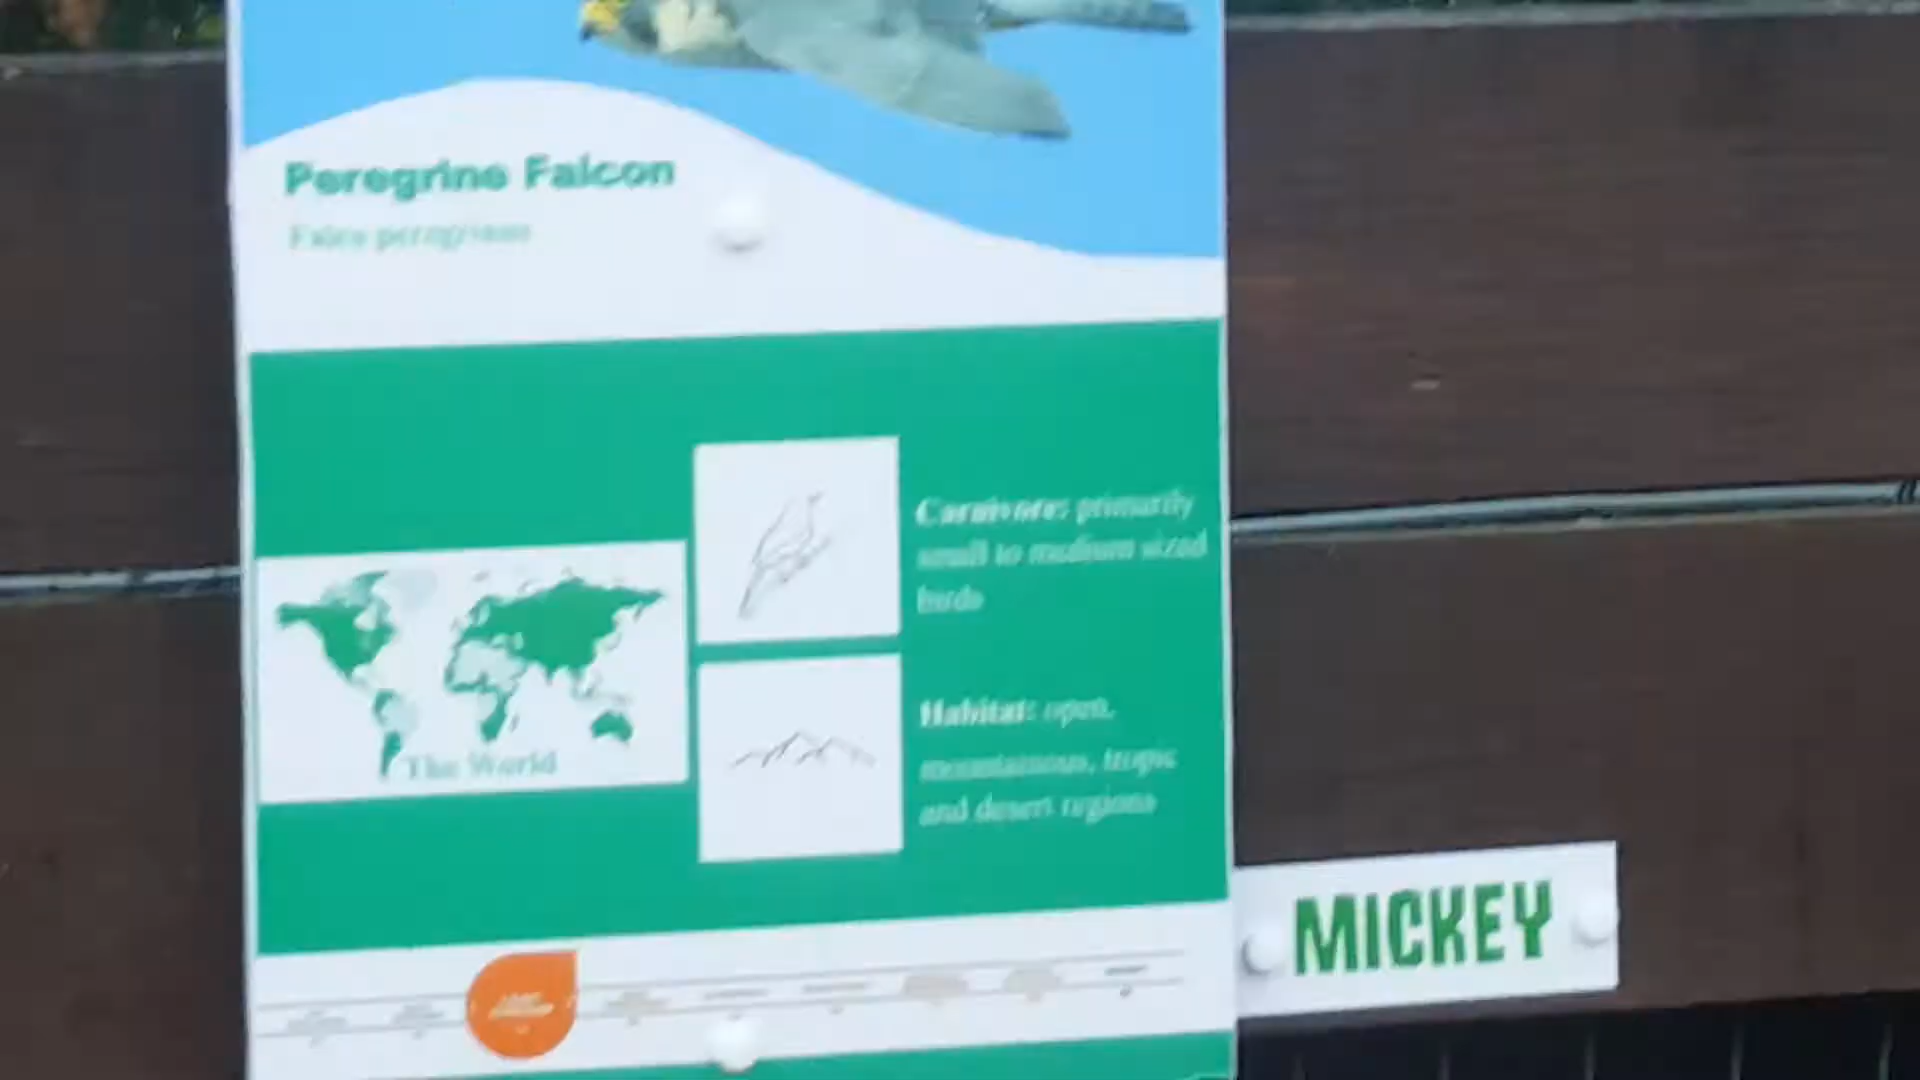 Peregrine Falcon
Falco peregrinus
Carnivore: primarily
small to medium sized
birds
The World
Habitat: open,
mountainous, tropic
and desert regions
MICKEY